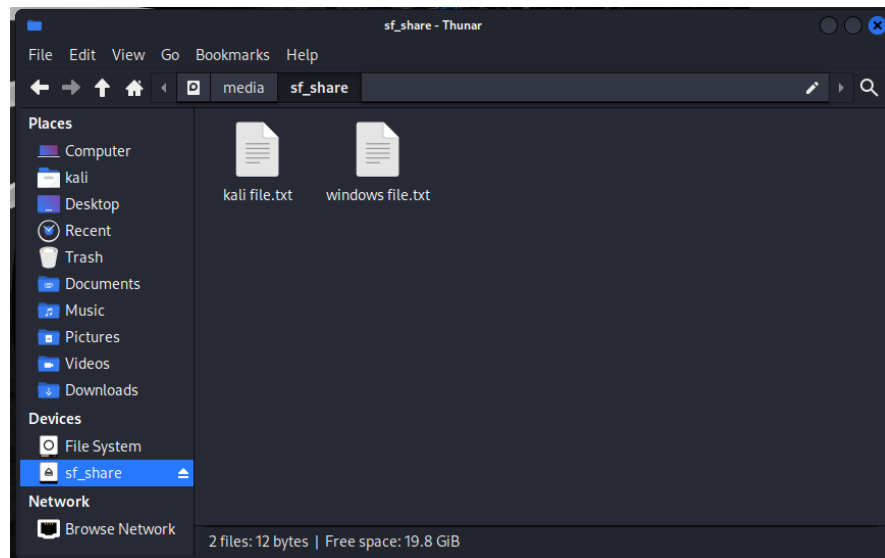 sf_share - Thunar
File Edit View Go Bookmarks Help
media sf_share
Places
Computer
kali
Desktop
Recent
Trash
Documents
Music
Pictures
Videos
Downloads
Devices
File System
sf_share
Network
Browse Network
kali file.txt windows file.txt
2 files: 12 bytes | Free space: 19.8 GiB